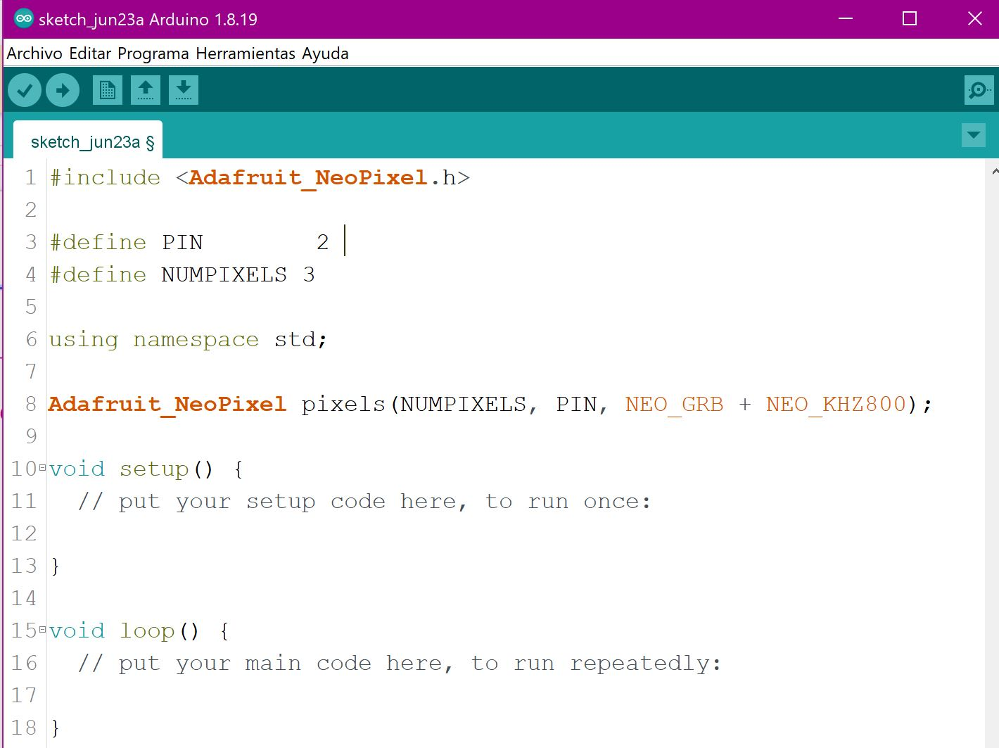 sketch_jun23a Arduino 1.8.19
Archivo Editar Programa Herramientas Ayuda
sketch_jun23a §
1 #include <Adafruit_NeoPixel.h>
2
3 #define PIN        2
4 #define NUMPIXELS 3
5
6 using namespace std;
7
8 Adafruit_NeoPixel pixels(NUMPIXELS, PIN, NEO_GRB + NEO_KHZ800);
9
10 void setup() {
11   // put your setup code here, to run once:
12
13 }
14
15 void loop() {
16   // put your main code here, to run repeatedly:
17
18 }